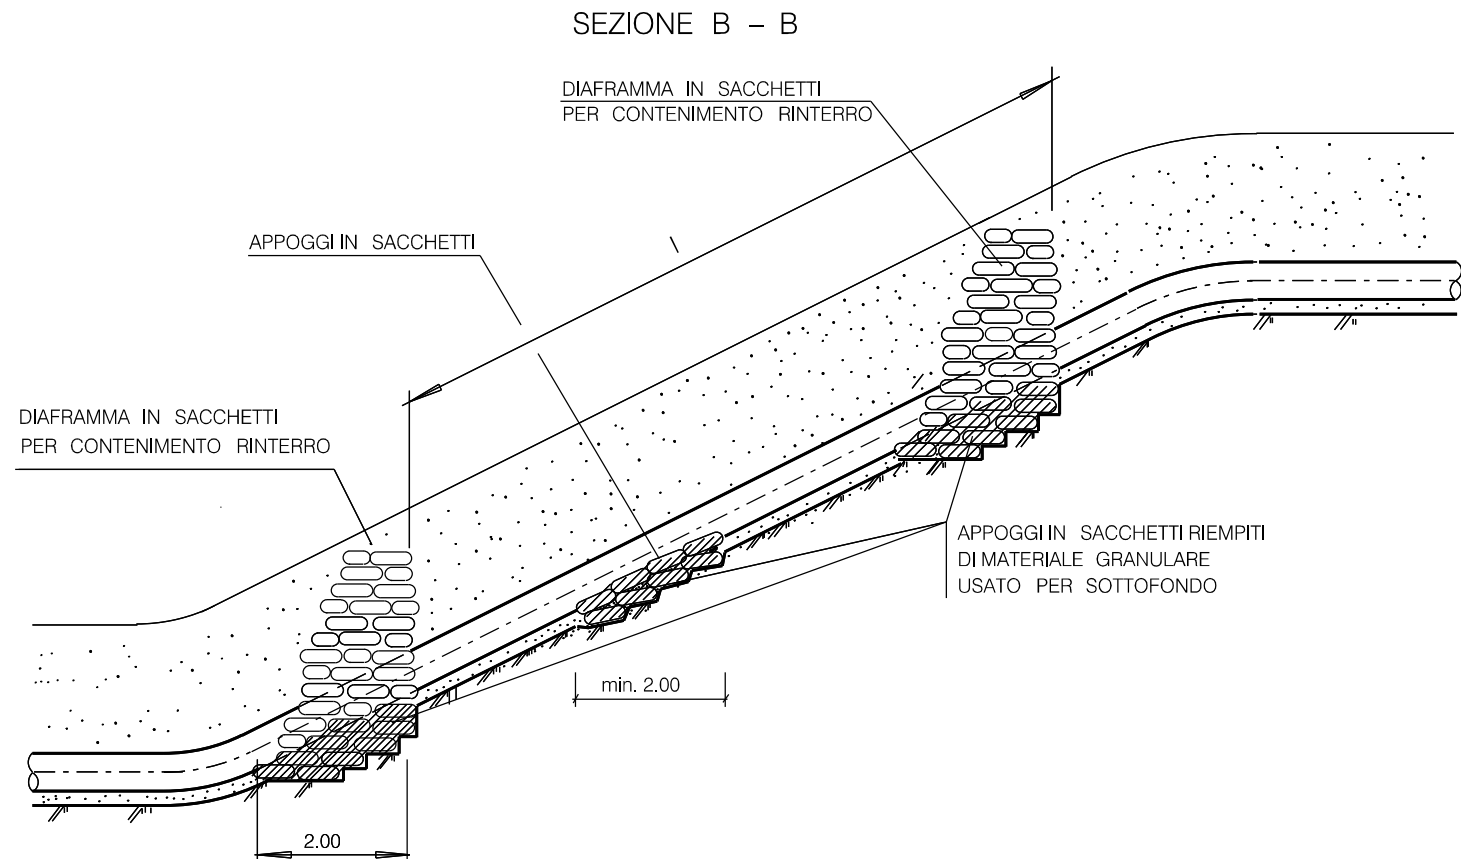 SEZIONE B – B
DIAFRAMMA IN SACCHETTI
PER CONTENIMENTO RINTERRO
APPOGGI IN SACCHETTI
DIAFRAMMA IN SACCHETTI
PER CONTENIMENTO RINTERRO
APPOGGI IN SACCHETTI RIEMPITI
DI MATERIALE GRANULARE
USATO PER SOTTOFONDO
min. 2.00
2.00